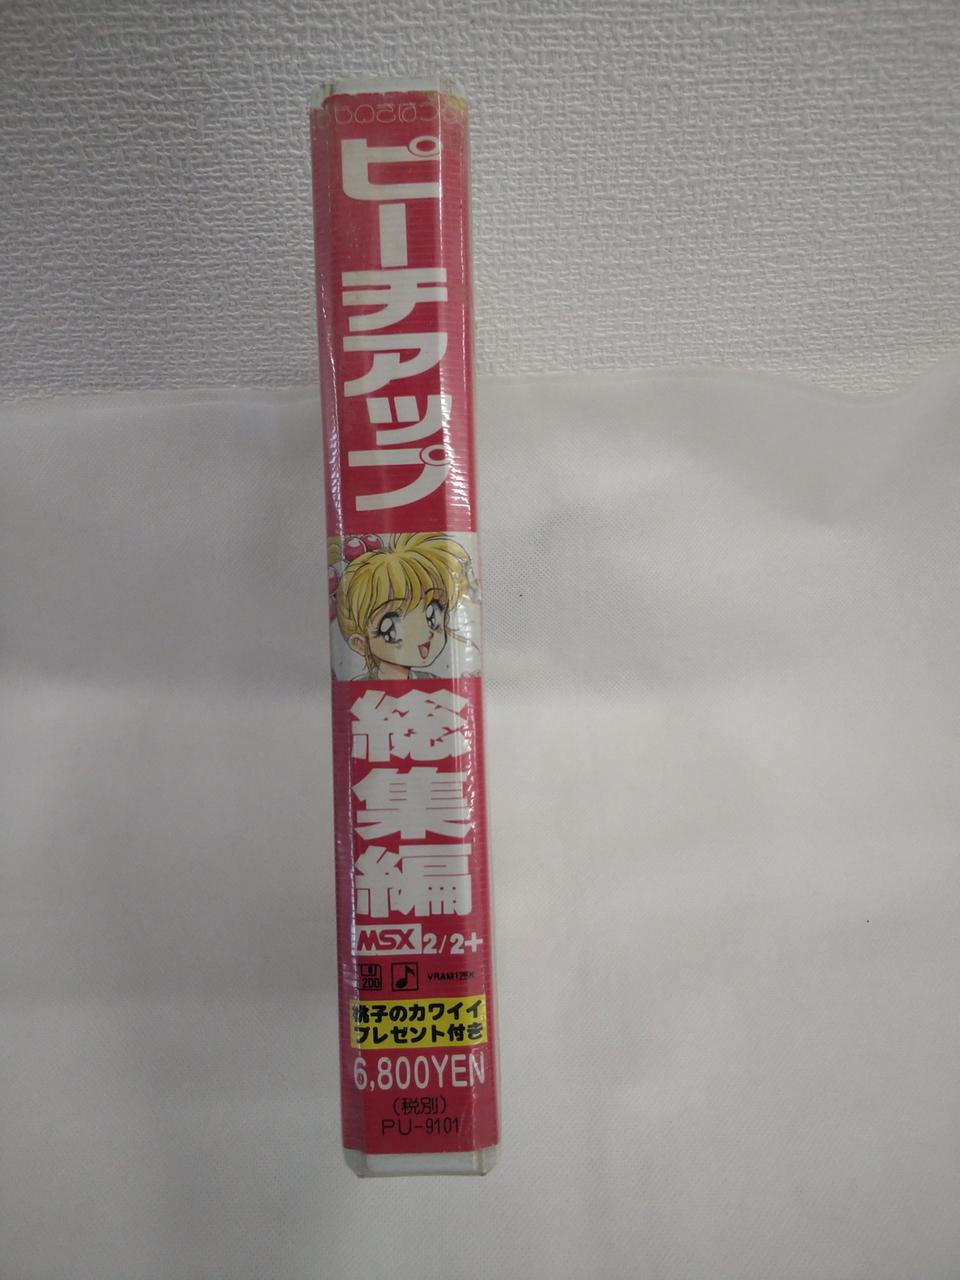 ピーチアップ
総集編
MSX 2/2+
2DD
VRAM128K
桃子のカワイイ
プレゼント付き
6,800YEN
(税別)
PU-9101